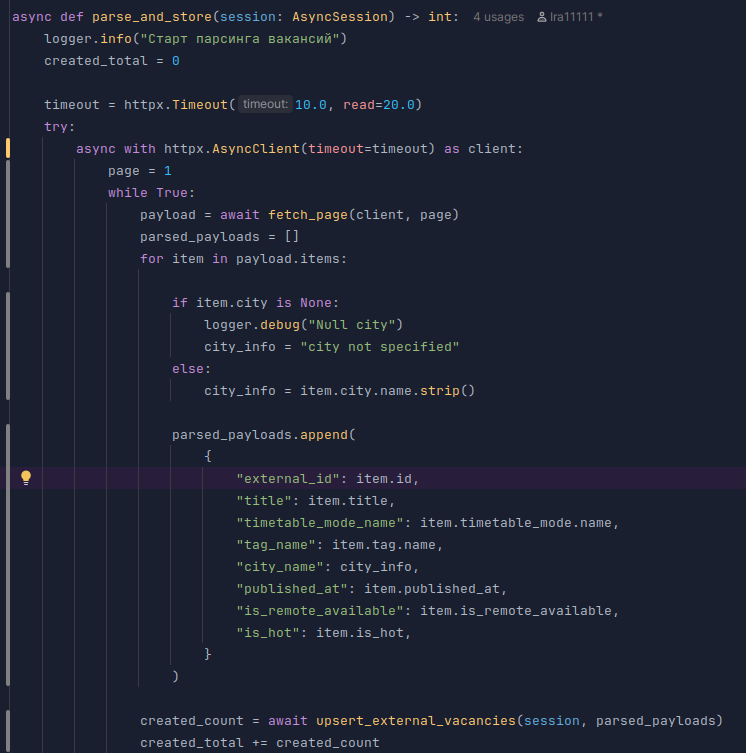 async def parse_and_store(session: AsyncSession) -> int: 4 usages lra11111 *
logger.info("Старт парсинга вакансий")
created_total = 0
timeout = httpx.Timeout( timeout: 10.0, read=20.0)
try:
async with httpx.AsyncClient(timeout=timeout) as client:
page = 1
while True:
payload = await fetch_page(client, page)
parsed_payloads = []
for item in payload.items:
if item.city is None:
logger.debug("Null city")
city_info = "city not specified"
else:
city_info = item.city.name.strip()
parsed_payloads.append(
{
"external_id": item.id,
"title": item.title,
"timetable_mode_name": item.timetable_mode.name,
"tag_name": item.tag.name,
"city_name": city_info,
"published_at": item.published_at,
"is_remote_available": item.is_remote_available,
"is_hot": item.is_hot,
}
)
created_count = await upsert_external_vacancies(session, parsed_payloads)
created_total += created_count